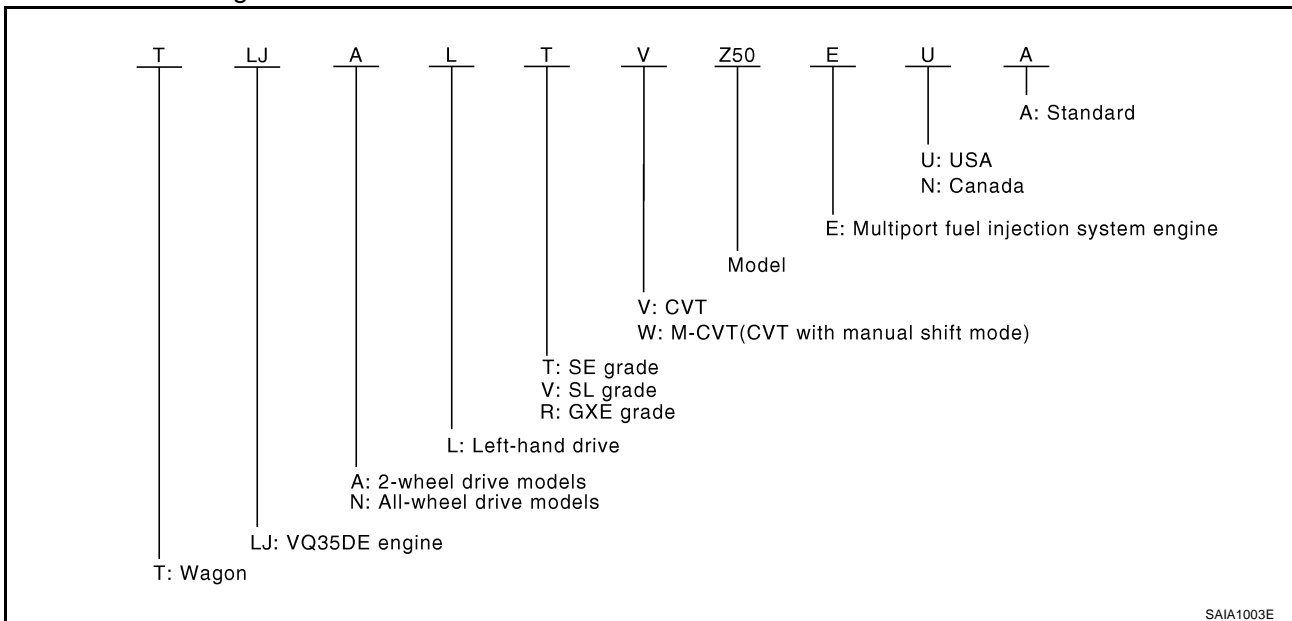 T LJ A L T V Z50 E U A
A: Standard
U: USA
N: Canada
E: Multiport fuel injection system engine
Model
V: CVT
W: M-CVT(CVT with manual shift mode)
T: SE grade
V: SL grade
R: GXE grade
L: Left-hand drive
A: 2-wheel drive models
N: All-wheel drive models
LJ: VQ35DE engine
T: Wagon
SAIA1003E